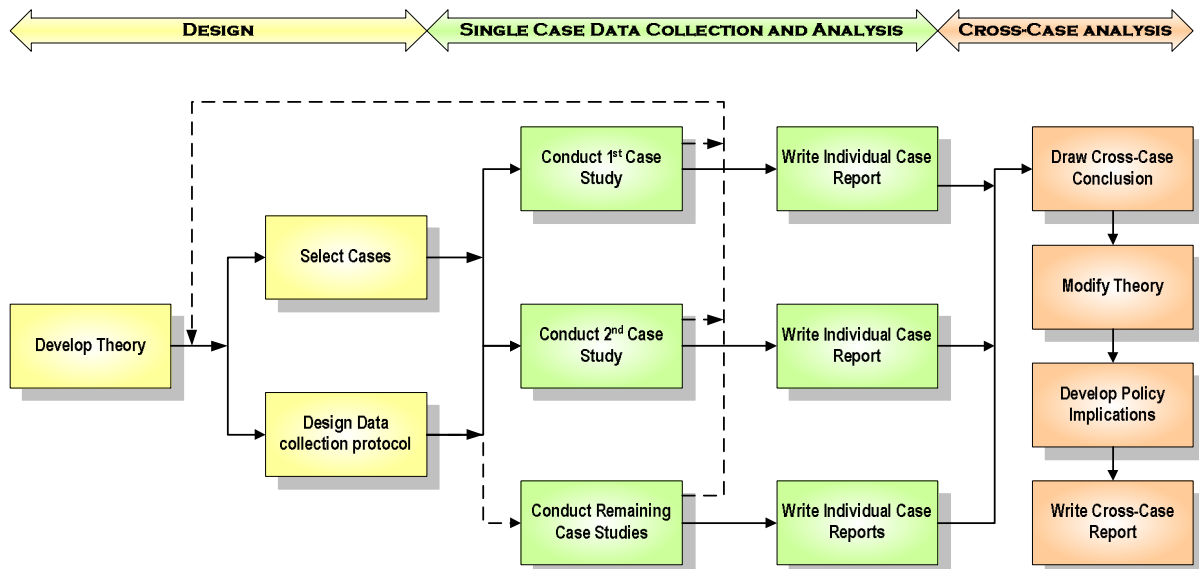 DESIGN
SINGLE CASE DATA COLLECTION AND ANALYSIS
CROSS-CASE ANALYSIS
Develop Theory
Select Cases
Design Data
collection protocol
Conduct 1st Case
Study
Conduct 2nd Case
Study
Conduct Remaining
Case Studies
Write Individual Case
Report
Write Individual Case
Report
Write Individual Case
Reports
Draw Cross-Case
Conclusion
Modify Theory
Develop Policy
Implications
Write Cross-Case
Report